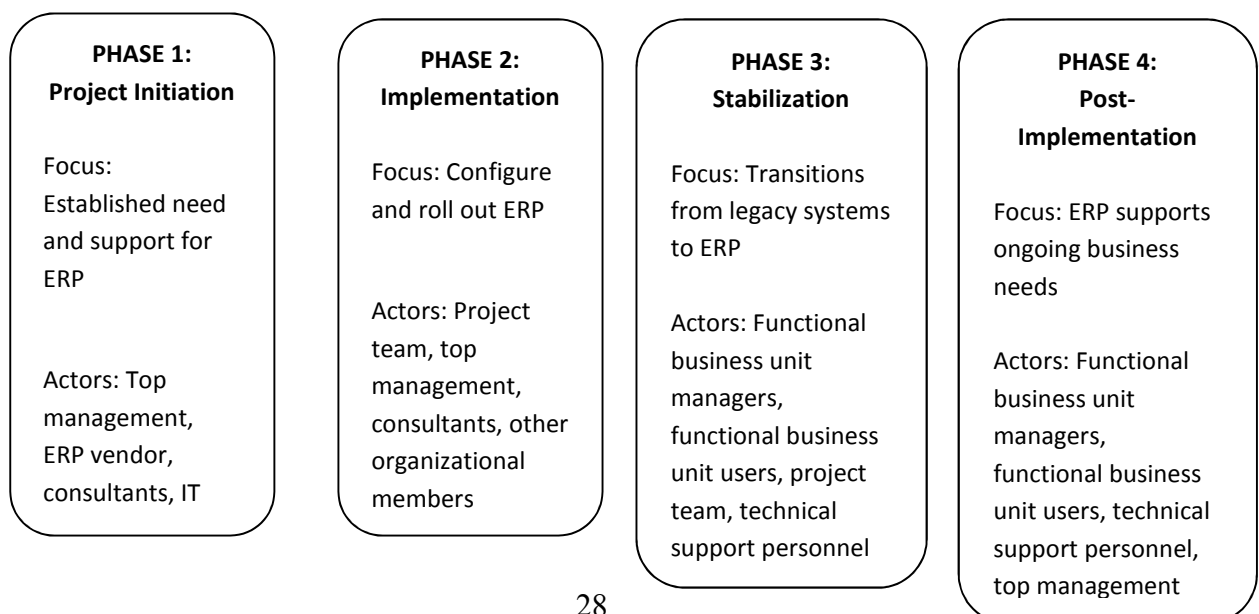 PHASE 1:
Project Initiation
Focus:
Established need
and support for
ERP
Actors: Top
management,
ERP vendor,
consultants, IT
PHASE 2:
Implementation
Focus: Configure
and roll out ERP
Actors: Project
team, top
management,
consultants, other
organizational
members
PHASE 3:
Stabilization
Focus: Transitions
from legacy systems
to ERP
Actors: Functional
business unit
managers,
functional business
unit users, project
team, technical
support personnel
PHASE 4:
Post-
Implementation
Focus: ERP supports
ongoing business
needs
Actors: Functional
business unit
managers,
functional business
unit users, technical
support personnel,
top management
28